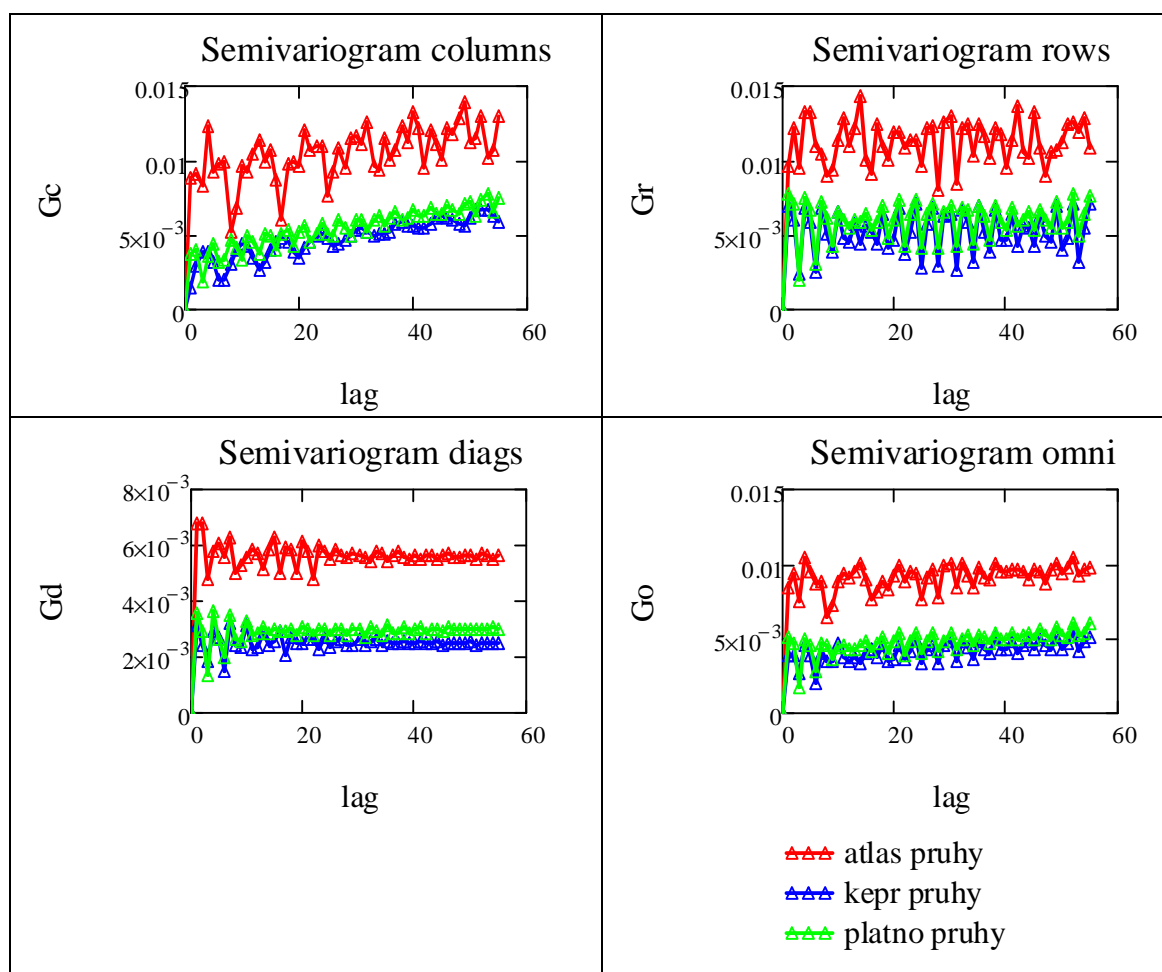 Semivariogram columns
0.015
0.01
5×10⁻³
0
Gc
0 20 40 60
lag
Semivariogram rows
0.015
0.01
5×10⁻³
0
Gr
0 20 40 60
lag
Semivariogram diags
8×10⁻³
6×10⁻³
4×10⁻³
2×10⁻³
0
Gd
0 20 40 60
lag
Semivariogram omni
0.015
0.01
5×10⁻³
0
Go
0 20 40 60
lag
atlas pruhy
kepr pruhy
platno pruhy